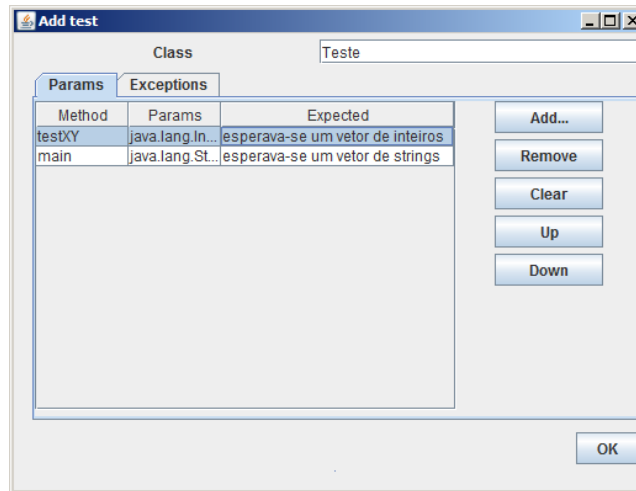 Add test
Class Teste
Params Exceptions
Method Params Expected
testXY java.lang.In... esperava-se um vetor de inteiros
main java.lang.St... esperava-se um vetor de strings
Add...
Remove
Clear
Up
Down
OK